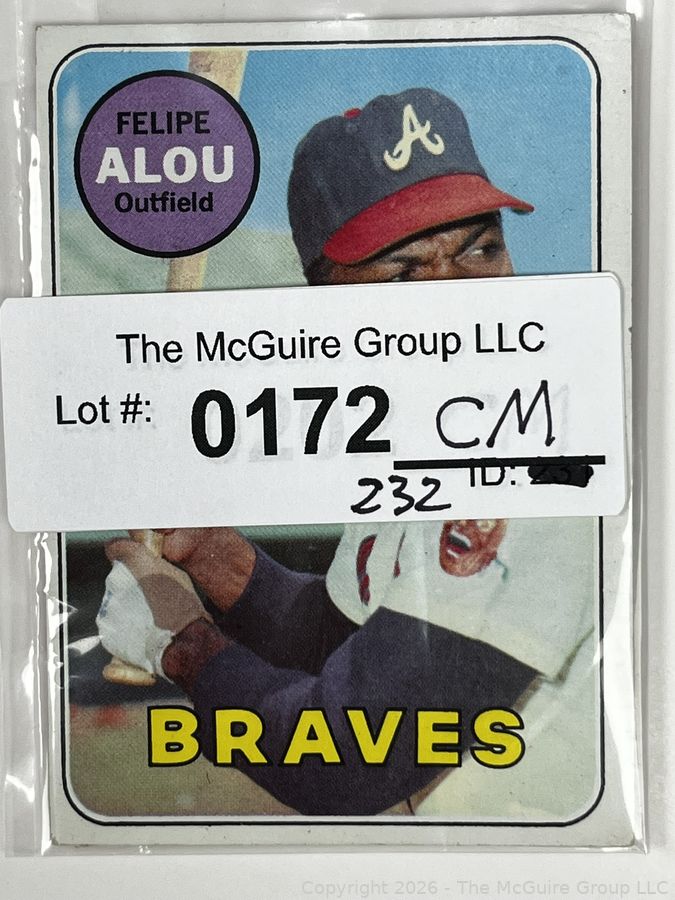 FELIPE
ALOU
Outfield
A
The McGuire Group LLC
Lot #: 0172 CM
232 ID:
BRAVES
Copyright 2026 - The McGuire Group LLC